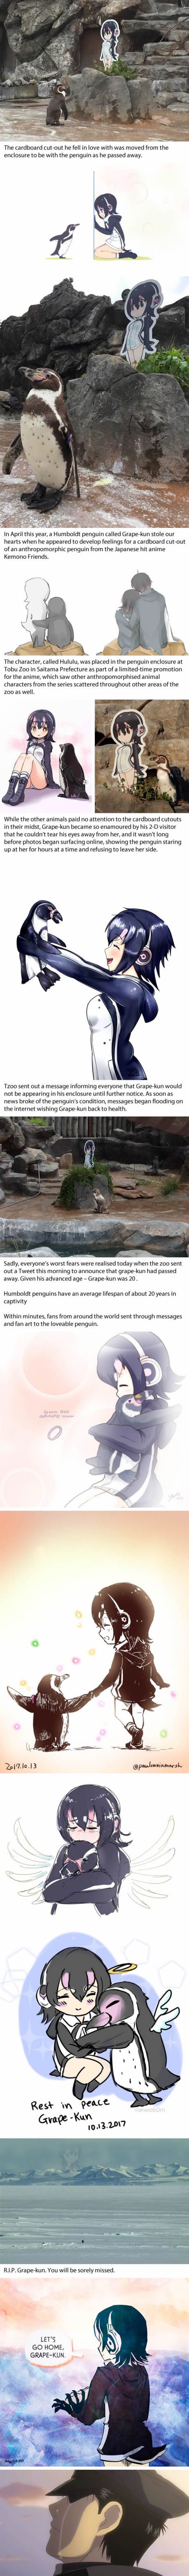 The cardboard cut-out he fell in love with was moved from the
enclosure to be with the penguin as he passed away.
In April this year, a Humboldt penguin called Grape-kun stole our
hearts when he appeared to develop feelings for a cardboard cut-out
of an anthropomorphic penguin from the Japanese hit anime
Kemono Friends.
The character, called Hululu, was placed in the penguin enclosure at
Tobu Zoo in Saitama Prefecture as part of a limited-time promotion
for the anime, which saw other anthropomorphised animal
characters from the series scattered throughout other areas of the
zoo as well.
While the other animals paid no attention to the cardboard cutouts
in their midst, Grape-kun became so enamoured by his 2-D visitor
that he couldn't tear his eyes away from her, and it wasn't long
before photos began surfacing online, showing the penguin staring
up at her for hours at a time and refusing to leave her side.
Tzoo sent out a message informing everyone that Grape-kun would
not be appearing in his enclosure until further notice. As soon as
news broke of the penguin's condition, messages began flooding on
the internet wishing Grape-kun back to health.
Sadly, everyone's worst fears were realised today when the zoo sent
out a Tweet this morning to announce that grape-kun had passed
away. Given his advanced age – Grape-kun was 20 .
Humboldt penguins have an average lifespan of about 20 years in
captivity
Within minutes, fans from around the world sent through messages
and fan art to the loveable penguin.
2017.10.13
Rest in peace
Grape-kun
10.13.2017
R.I.P. Grape-kun. You will be sorely missed.
LET'S
GO HOME,
GRAPE-KUN.